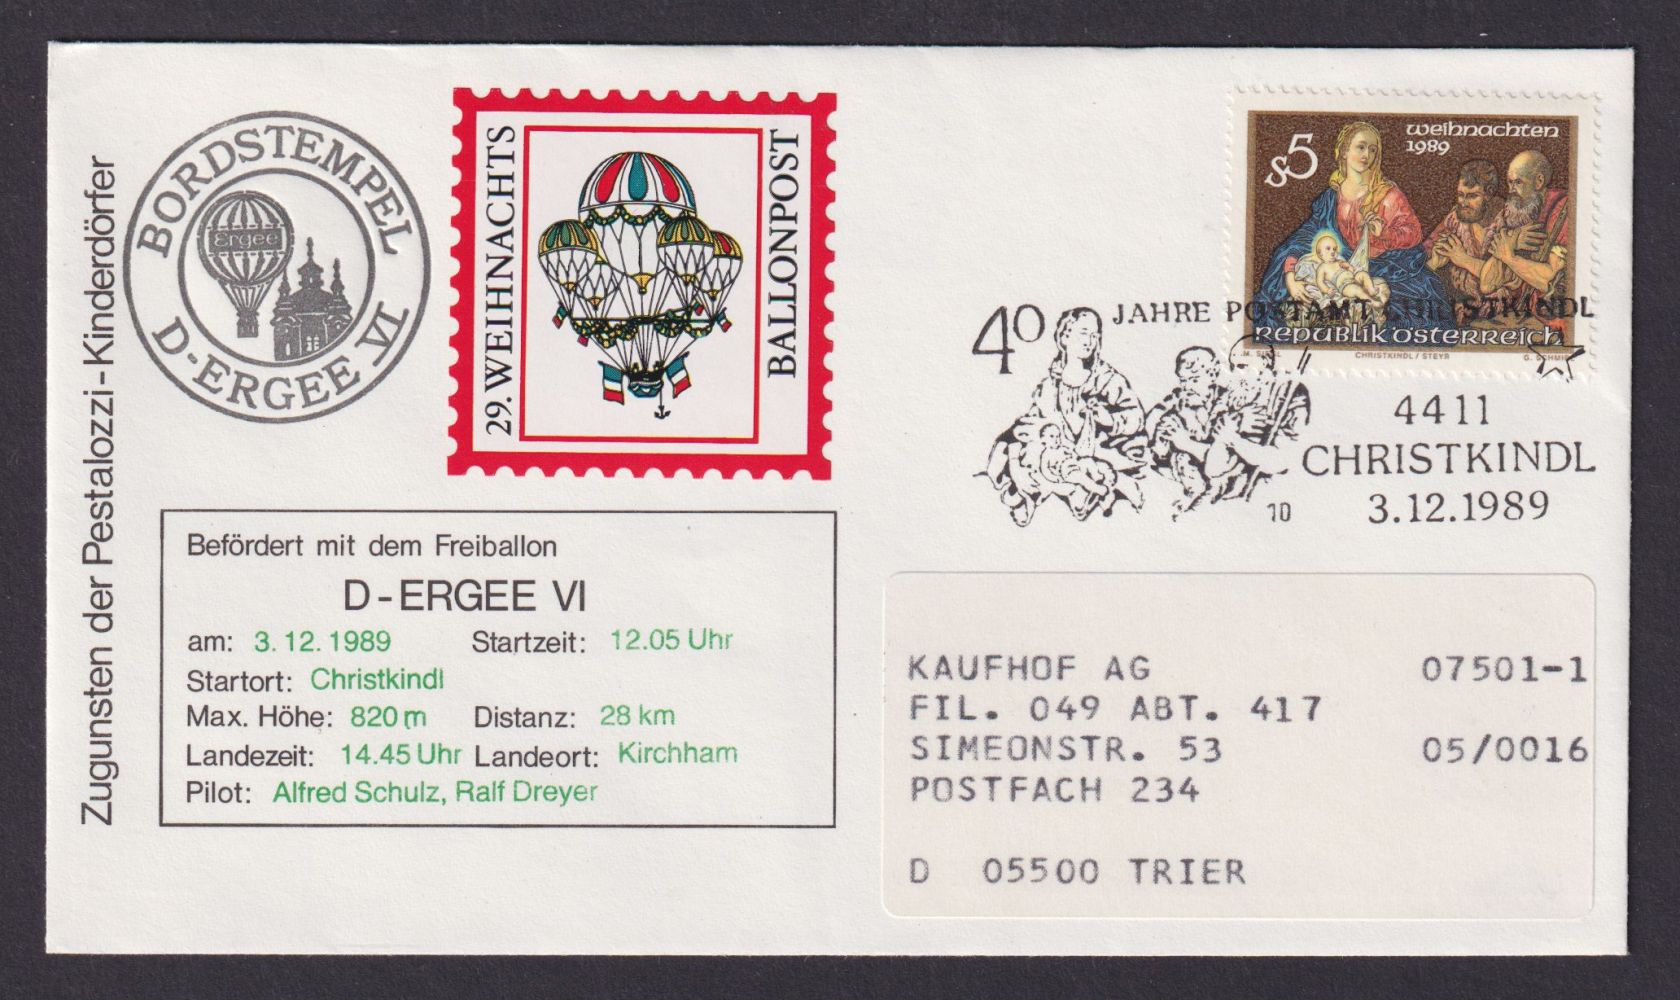 Zugunsten der Pestalozzi-Kinderdörfer
BORDSTEMPEL
Ergee
D-ERGEE VI
29. WEIHNACHTS
BALLONPOST
Weihnachten
1989
S5
Republik Österreich
CHRISTKINDL / STEYR
40 JAHRE POSTAMT CHRISTKINDL
4411
CHRISTKINDL
3.12.1989
10
Befördert mit dem Freiballon
D-ERGEE VI
am: 3. 12. 1989 Startzeit: 12.05 Uhr
Startort: Christkindl
Max. Höhe: 820 m Distanz: 28 km
Landezeit: 14.45 Uhr Landeort: Kirchham
Pilot: Alfred Schulz, Ralf Dreyer
KAUFHOF AG 07501-1
FIL. 049 ABT. 417
SIMEONSTR. 53 05/0016
POSTFACH 234
D 05500 TRIER